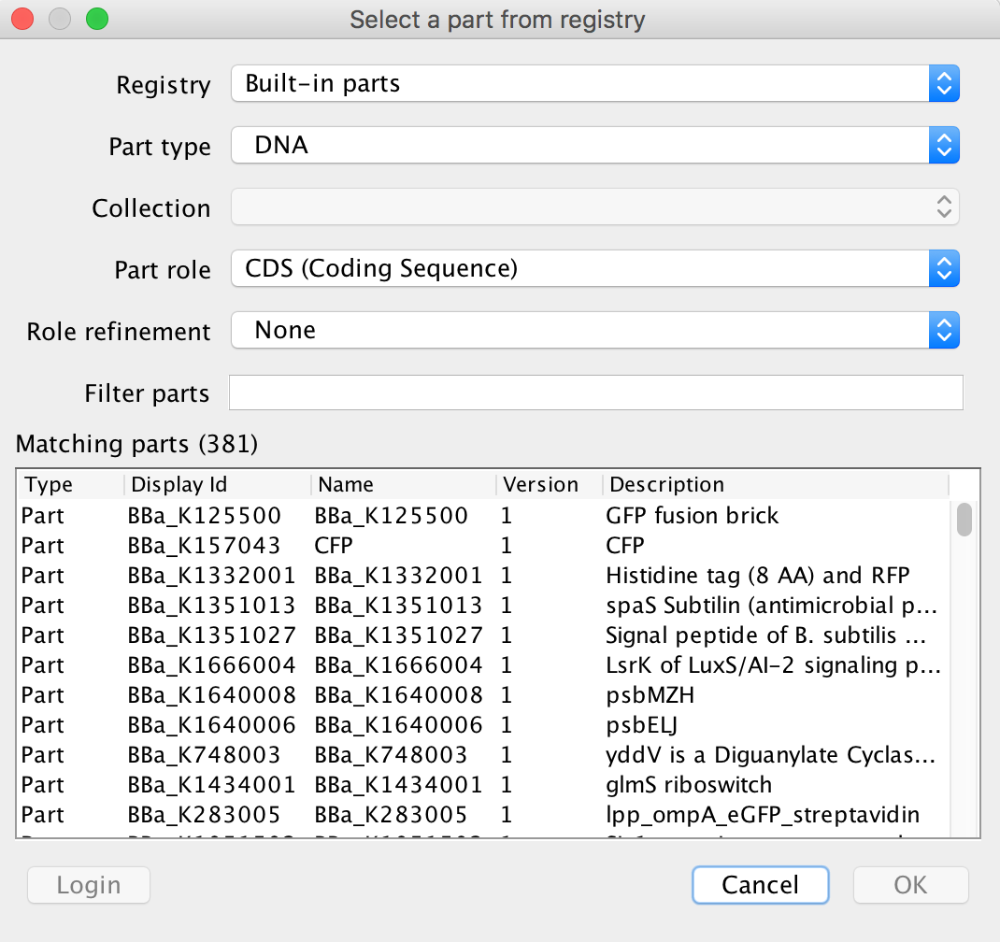 Select a part from registry
Registry Built-in parts
Part type DNA
Collection
Part role CDS (Coding Sequence)
Role refinement None
Filter parts
Matching parts (381)
Type Display Id Name Version Description
Part BBa_K125500 BBa_K125500 1 GFP fusion brick
Part BBa_K157043 CFP 1 CFP
Part BBa_K1332001 BBa_K1332001 1 Histidine tag (8 AA) and RFP
Part BBa_K1351013 BBa_K1351013 1 spaS Subtilin (antimicrobial p...
Part BBa_K1351027 BBa_K1351027 1 Signal peptide of B. subtilis ...
Part BBa_K1666004 BBa_K1666004 1 LsrK of LuxS/AI-2 signaling p...
Part BBa_K1640008 BBa_K1640008 1 psbMZH
Part BBa_K1640006 BBa_K1640006 1 psbELJ
Part BBa_K748003 BBa_K748003 1 yddV is a Diguanylate Cyclas...
Part BBa_K1434001 BBa_K1434001 1 glmS riboswitch
Part BBa_K283005 BBa_K283005 1 lpp_ompA_eGFP_streptavidin
Login Cancel OK